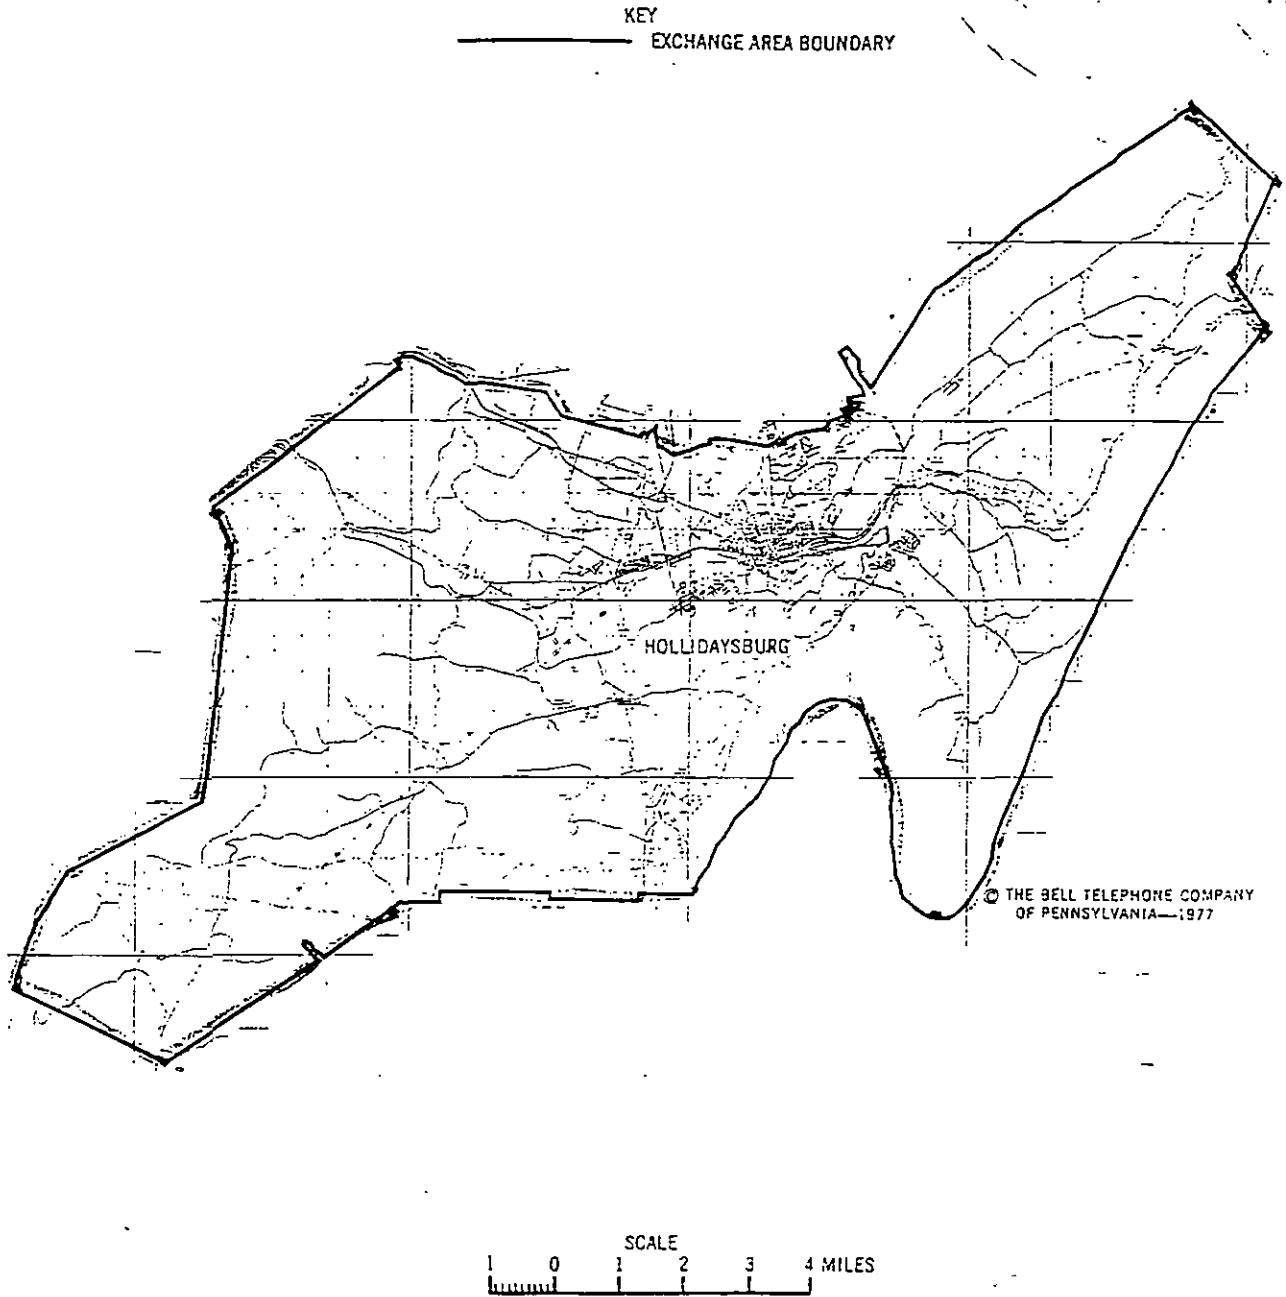 KEY
EXCHANGE AREA BOUNDARY
HOLLIDAYSBURG
© THE BELL TELEPHONE COMPANY
OF PENNSYLVANIA—1977
SCALE
1 0 1 2 3 4 MILES